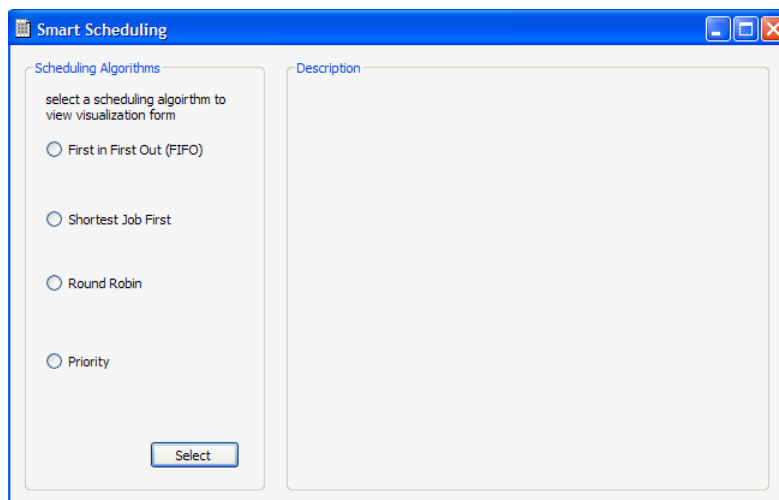 Smart Scheduling
Scheduling Algorithms
select a scheduling algoirthm to
view visualization form
First in First Out (FIFO)
Shortest Job First
Round Robin
Priority
Select
Description